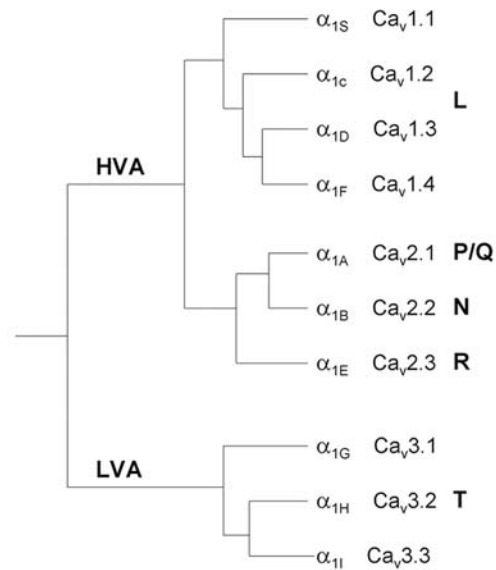 α1S Cav1.1
α1c Cav1.2
L
α1D Cav1.3
HVA
α1F Cav1.4
α1A Cav2.1 P/Q
α1B Cav2.2 N
α1E Cav2.3 R
α1G Cav3.1
LVA
α1H Cav3.2 T
α1I Cav3.3